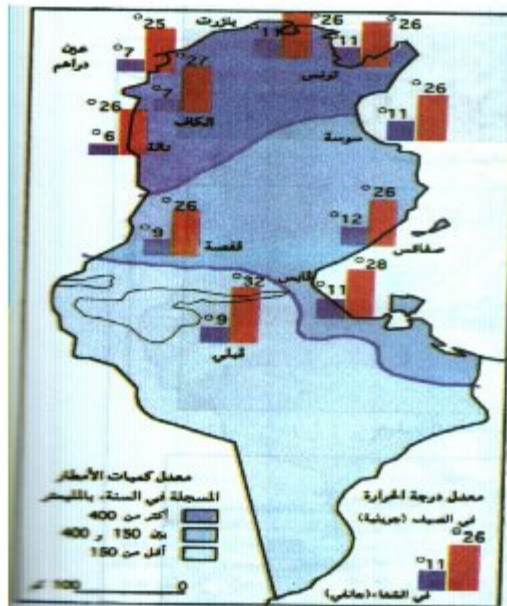 بنزرت
°26
°11
°26
°11
تونس
°25
°7
عين
دراهم
°27
°7
الكاف
°26
°6
تالة
°26
°11
سوسة
°26
°9
قفصة
°26
°12
صفاقس
°28
°11
قابس
°32
°9
قبلي
معدل كميات الأمطار
المسجلة في السنة، بالمليمتر
أكثر من 400
بين 150 و 400
أقل من 150
0
100
معدل درجة الحرارة
في الصيف (جويلية)
°26
°11
في الشتاء (جانفي)